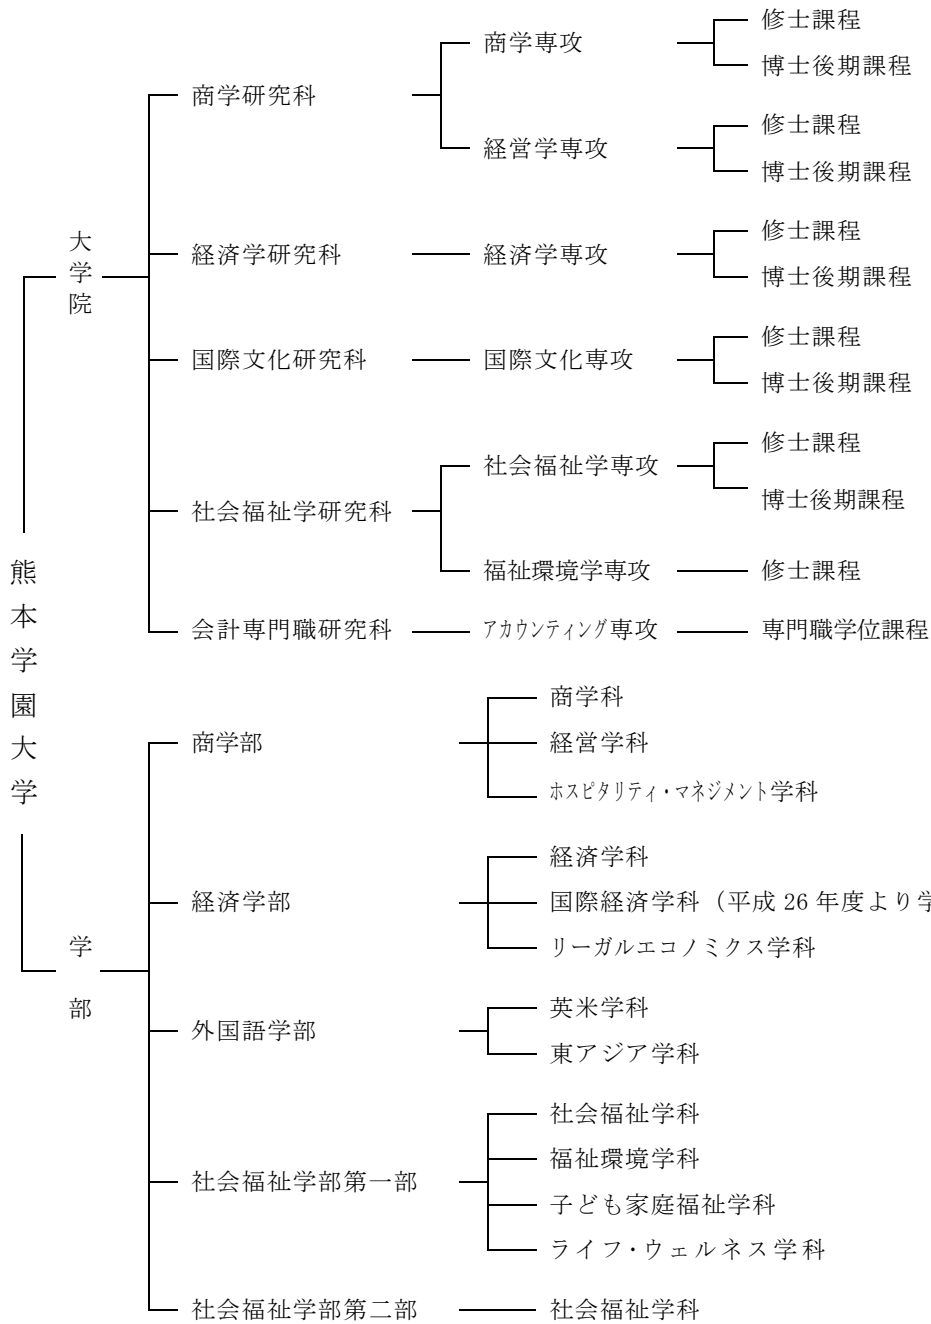 熊本学園大学
大学院
商学研究科
商学専攻
修士課程
博士後期課程
経営学専攻
修士課程
博士後期課程
経済学研究科
経済学専攻
修士課程
博士後期課程
国際文化研究科
国際文化専攻
修士課程
博士後期課程
社会福祉学研究科
社会福祉学専攻
修士課程
博士後期課程
福祉環境学専攻
修士課程
会計専門職研究科
アカウンティング専攻
専門職学位課程
学部
商学部
商学科
経営学科
ホスピタリティ・マネジメント学科
経済学部
経済学科
国際経済学科（平成 26 年度より学
リーガルエコノミクス学科
外国語学部
英米学科
東アジア学科
社会福祉学部第一部
社会福祉学科
福祉環境学科
子ども家庭福祉学科
ライフ・ウェルネス学科
社会福祉学部第二部
社会福祉学科